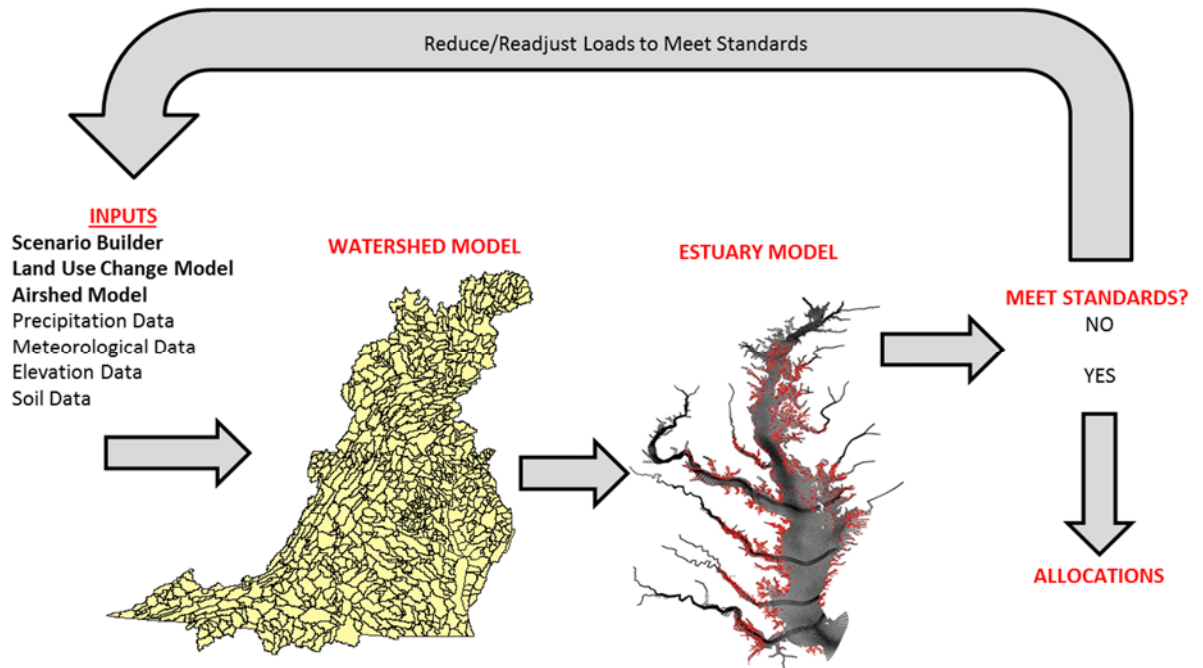 Reduce/Readjust Loads to Meet Standards
INPUTS
Scenario Builder
Land Use Change Model
Airshed Model
Precipitation Data
Meteorological Data
Elevation Data
Soil Data
WATERSHED MODEL
ESTUARY MODEL
MEET STANDARDS?
NO
YES
ALLOCATIONS